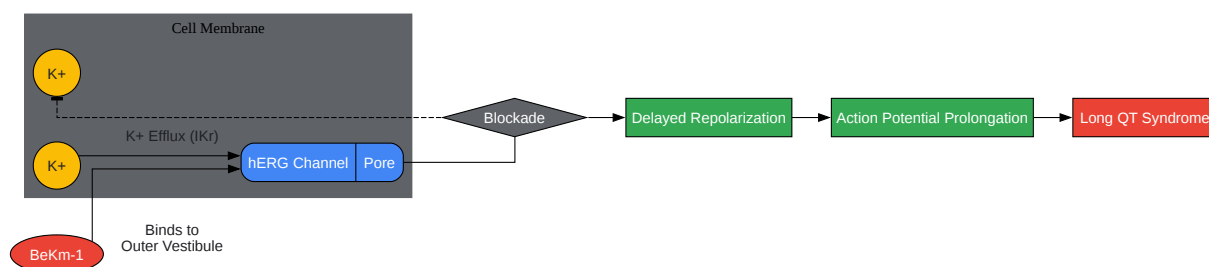 Cell Membrane
K+
Blockade
Delayed Repolarization
Action Potential Prolongation
Long QT Syndrome
K+ Efflux (IKr)
K+
hERG Channel
Pore
Binds to
Outer Vestibule
BeKm-1